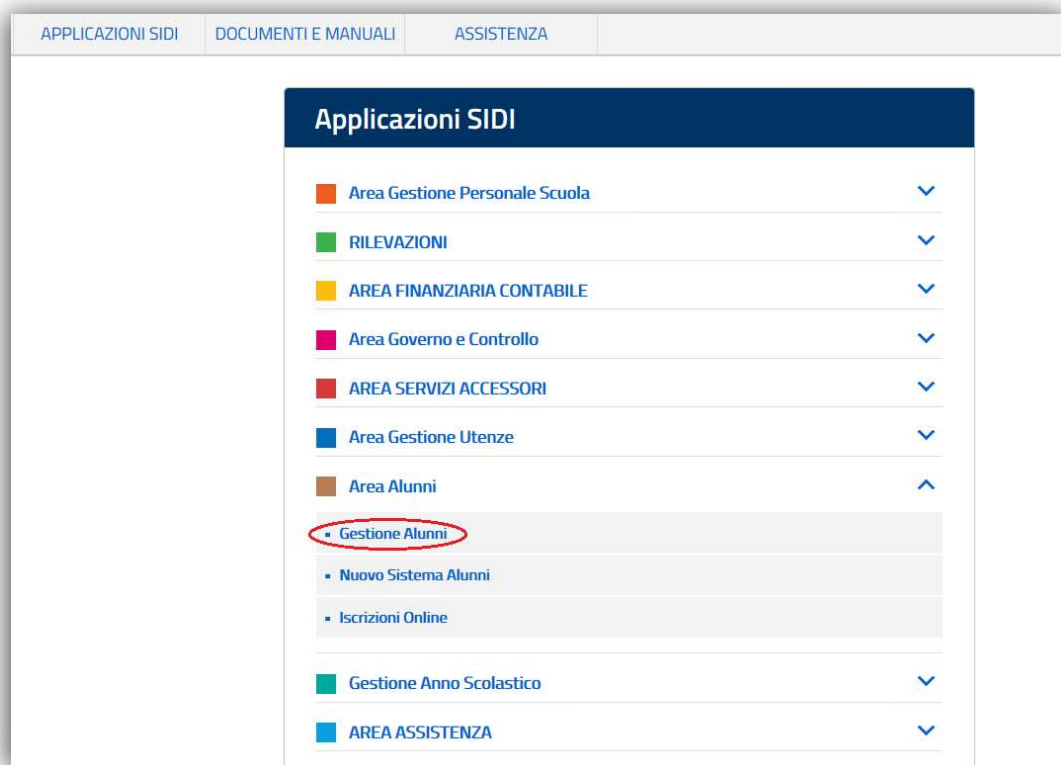 APPLICAZIONI SIDI DOCUMENTI E MANUALI ASSISTENZA
Applicazioni SIDI
Area Gestione Personale Scuola
RILEVAZIONI
AREA FINANZIARIA CONTABILE
Area Governo e Controllo
AREA SERVIZI ACCESSORI
Area Gestione Utenze
Area Alunni
Gestione Alunni
Nuovo Sistema Alunni
Iscrizioni Online
Gestione Anno Scolastico
AREA ASSISTENZA